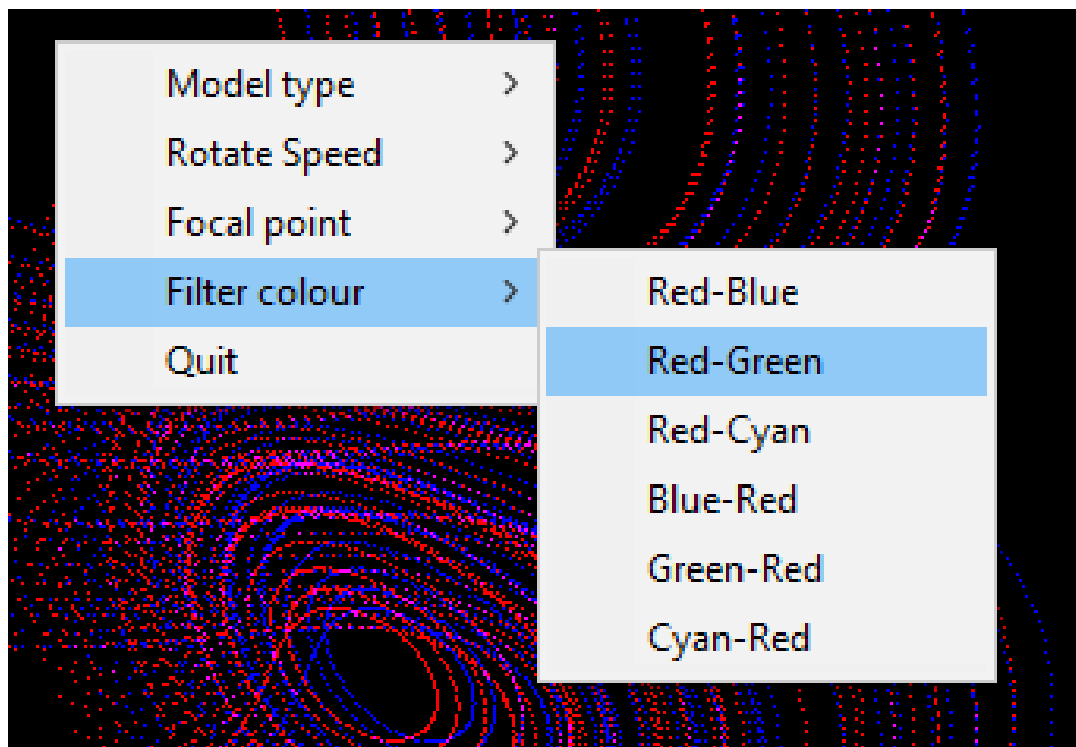 Model type
Rotate Speed
Focal point
Filter colour
Quit
Red-Blue
Red-Green
Red-Cyan
Blue-Red
Green-Red
Cyan-Red